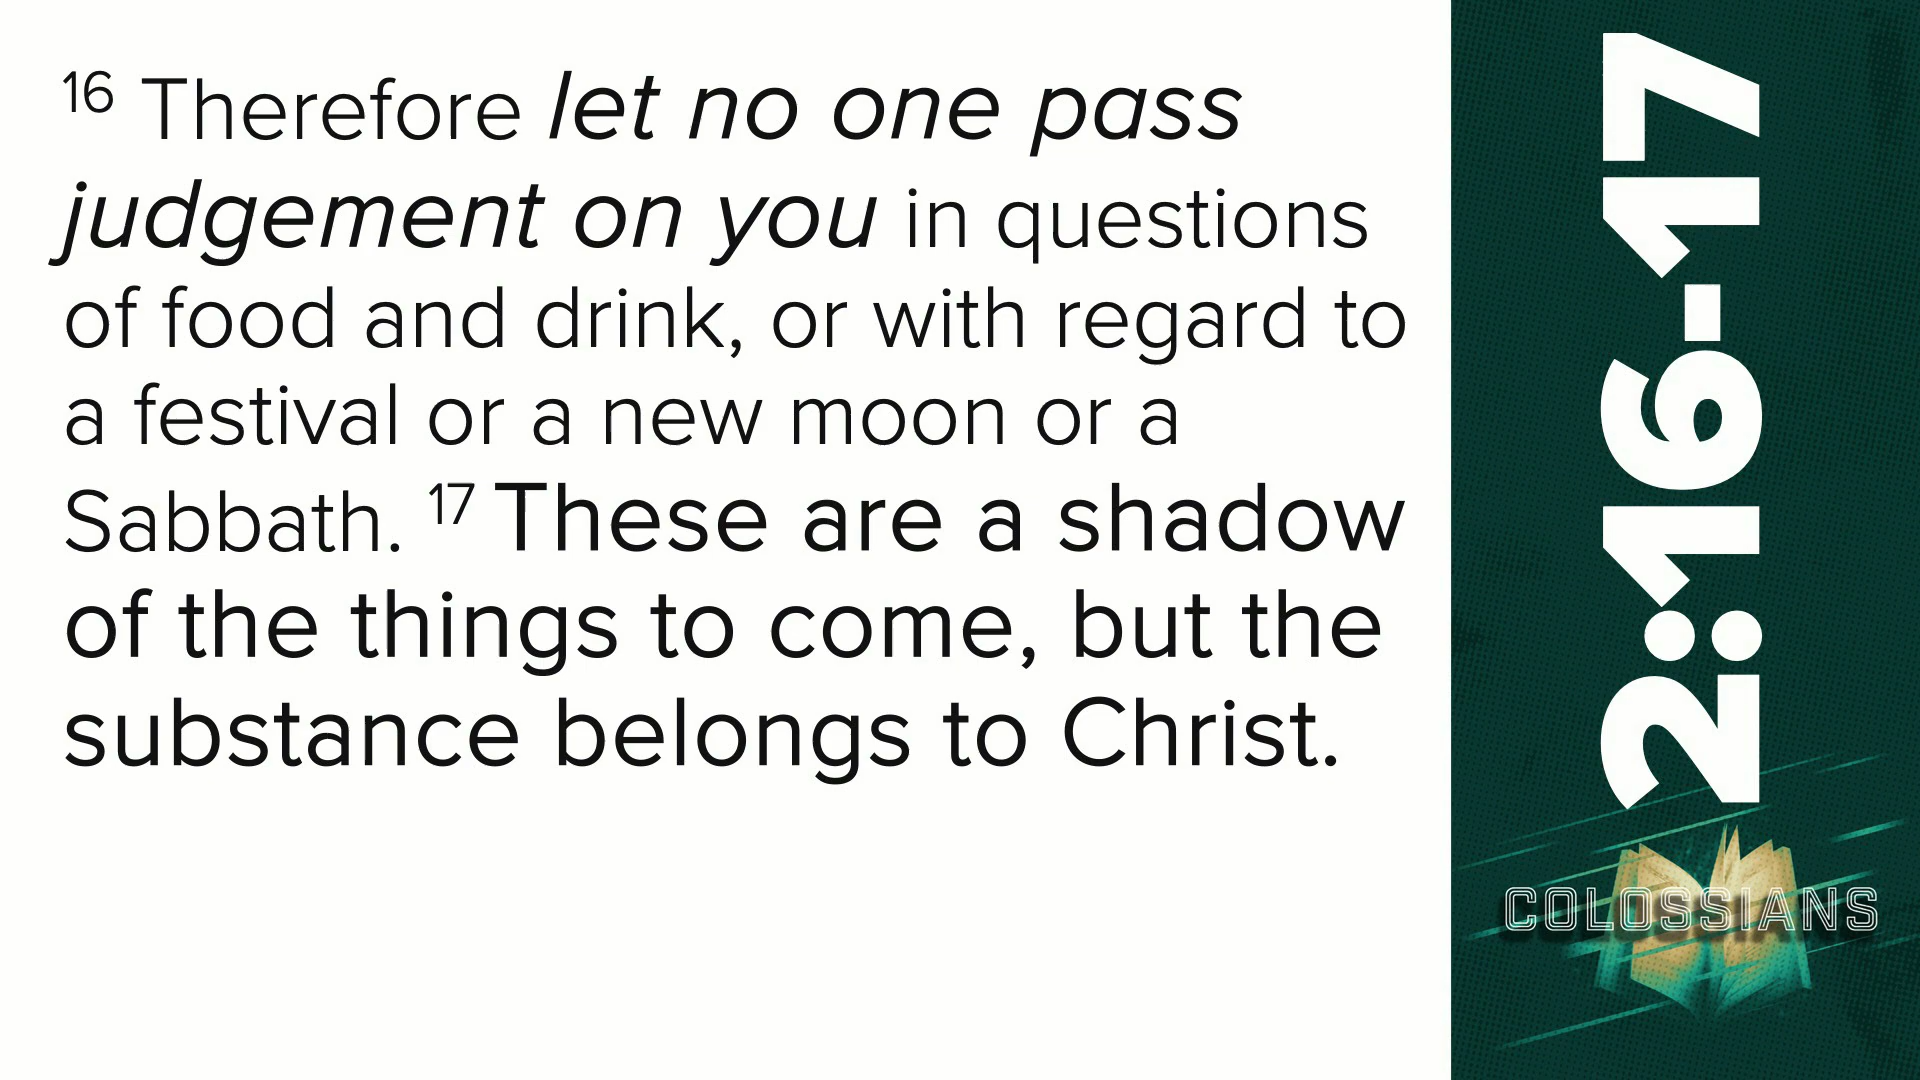 16 Therefore let no one pass
judgement on you in questions
of food and drink, or with regard to
a festival or a new moon or a
Sabbath. 17 These are a shadow
of the things to come, but the
substance belongs to Christ.
2:16-17
COLOSSIANS